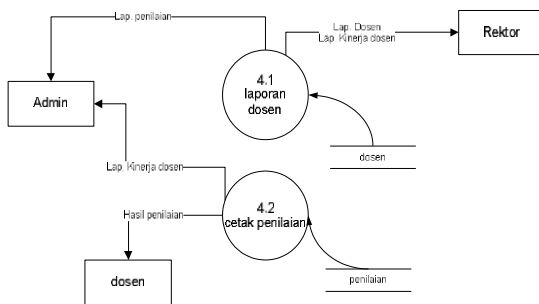 Lap. penilaian
Lap. Dosen
Lap. Kinerja dosen
Rektor
4.1
laporan
dosen
Admin
dosen
Lap. Kinerja dosen
4.2
cetak penilaian
Hasil penilaian
dosen
penilaian